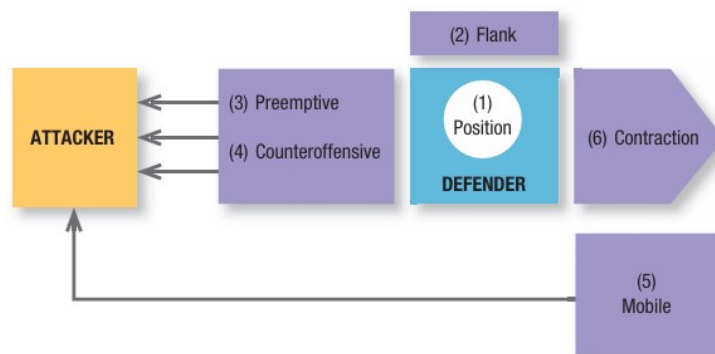 (2) Flank
ATTACKER
(3) Preemptive
(4) Counteroffensive
(1)
Position
DEFENDER
(6) Contraction
(5)
Mobile